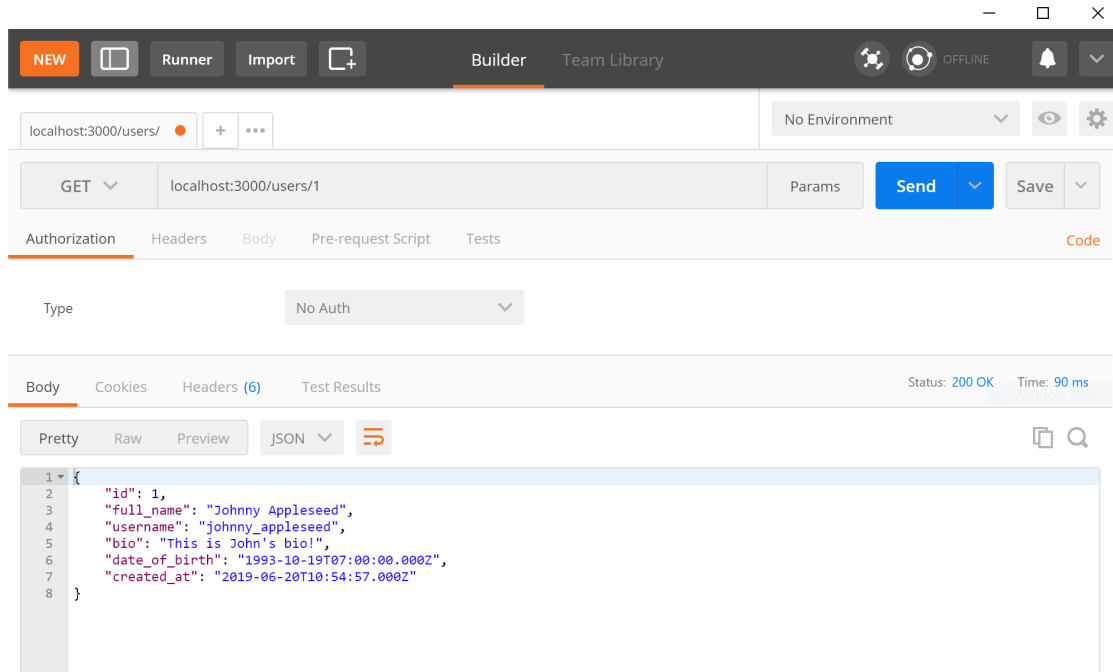 NEW Runner Import Builder Team Library OFFLINE
localhost:3000/users/ + ••• No Environment
GET localhost:3000/users/1 Params Send Save
Authorization Headers Body Pre-request Script Tests Code
Type No Auth
Body Cookies Headers (6) Test Results Status: 200 OK Time: 90 ms
Window Snip
Pretty Raw Preview JSON
1 {
2 "id": 1,
3 "full_name": "Johnny Appleseed",
4 "username": "johnny_appleseed",
5 "bio": "This is John's bio!",
6 "date_of_birth": "1993-10-19T07:00:00.000Z",
7 "created_at": "2019-06-20T10:54:57.000Z"
8 }